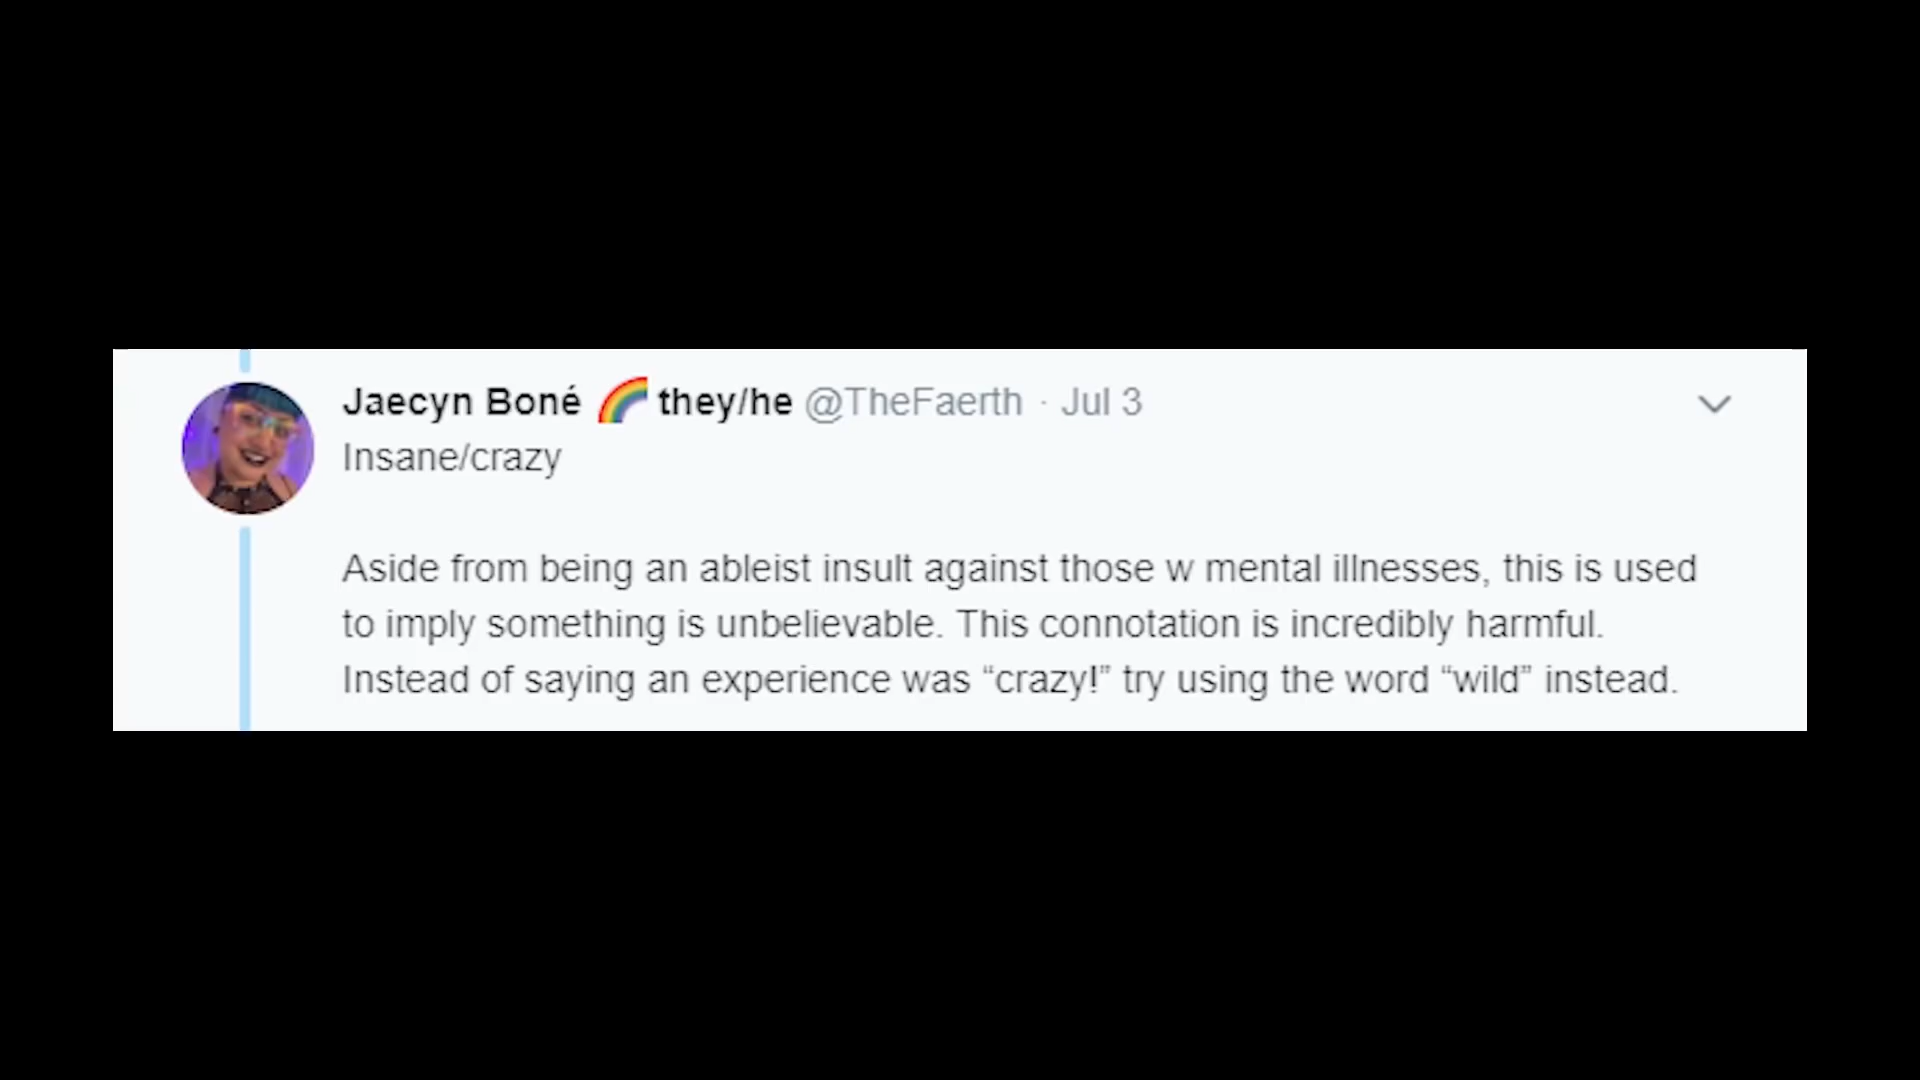 Jaecyn Boné 🌈 they/he @TheFaerth · Jul 3
Insane/crazy
Aside from being an ableist insult against those w mental illnesses, this is used
to imply something is unbelievable. This connotation is incredibly harmful.
Instead of saying an experience was “crazy!” try using the word “wild” instead.